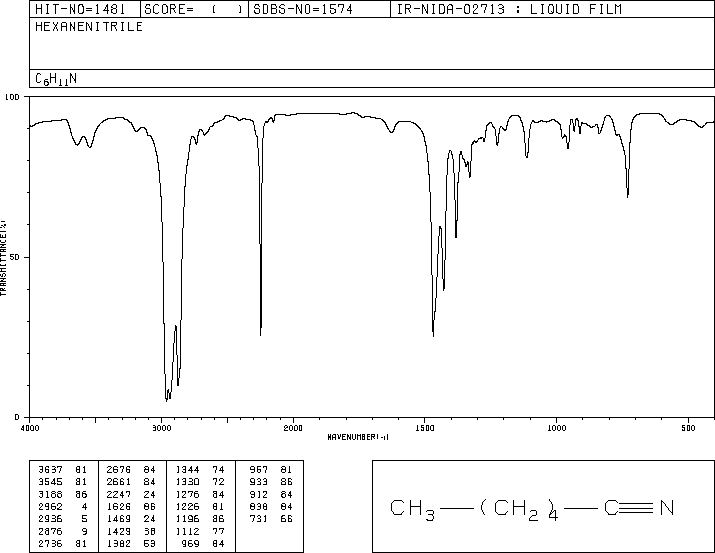 HIT-NO=1481 SCORE= ( ) SDBS-NO=1574 IR-NIDA-02713 : LIQUID FILM
HEXANENITRILE
C6H11N
100
TRANSMITTANCE(%)
50
0
4000 3000 2000 1500 1000 500
WAVENUMBER(-1)
3637 81 2676 84 1344 74 81
3545 81 2661 84 1330 72 933 86
3188 86 2247 24 1276 84 912 84
2962 4 1626 86 1226 81 838 84
2936 5 1469 24 1196 86 731 66
2876 9 1429 38 1112 77
2736 81 1382 53 969 84
CH3—(CH2)4—C≡N